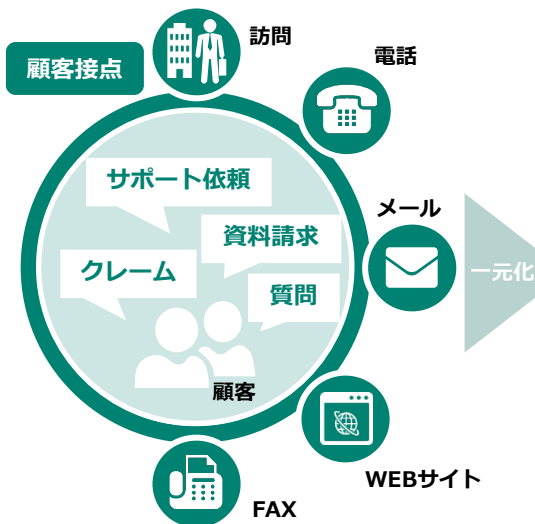 訪問
顧客接点
電話
サポート依頼
メール
資料請求
クレーム
一元化
質問
顧客
WEBサイト
FAX